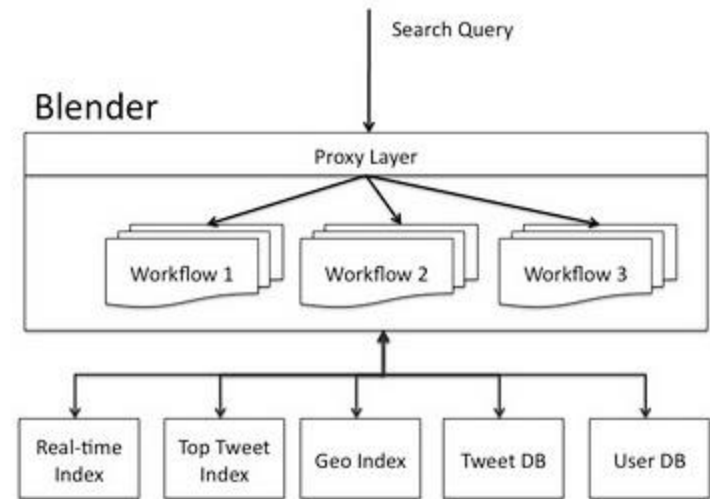 Search Query
Blender
Proxy Layer
Workflow 1
Workflow 2
Workflow 3
Real-time
Index
Top Tweet
Index
Geo Index
Tweet DB
User DB